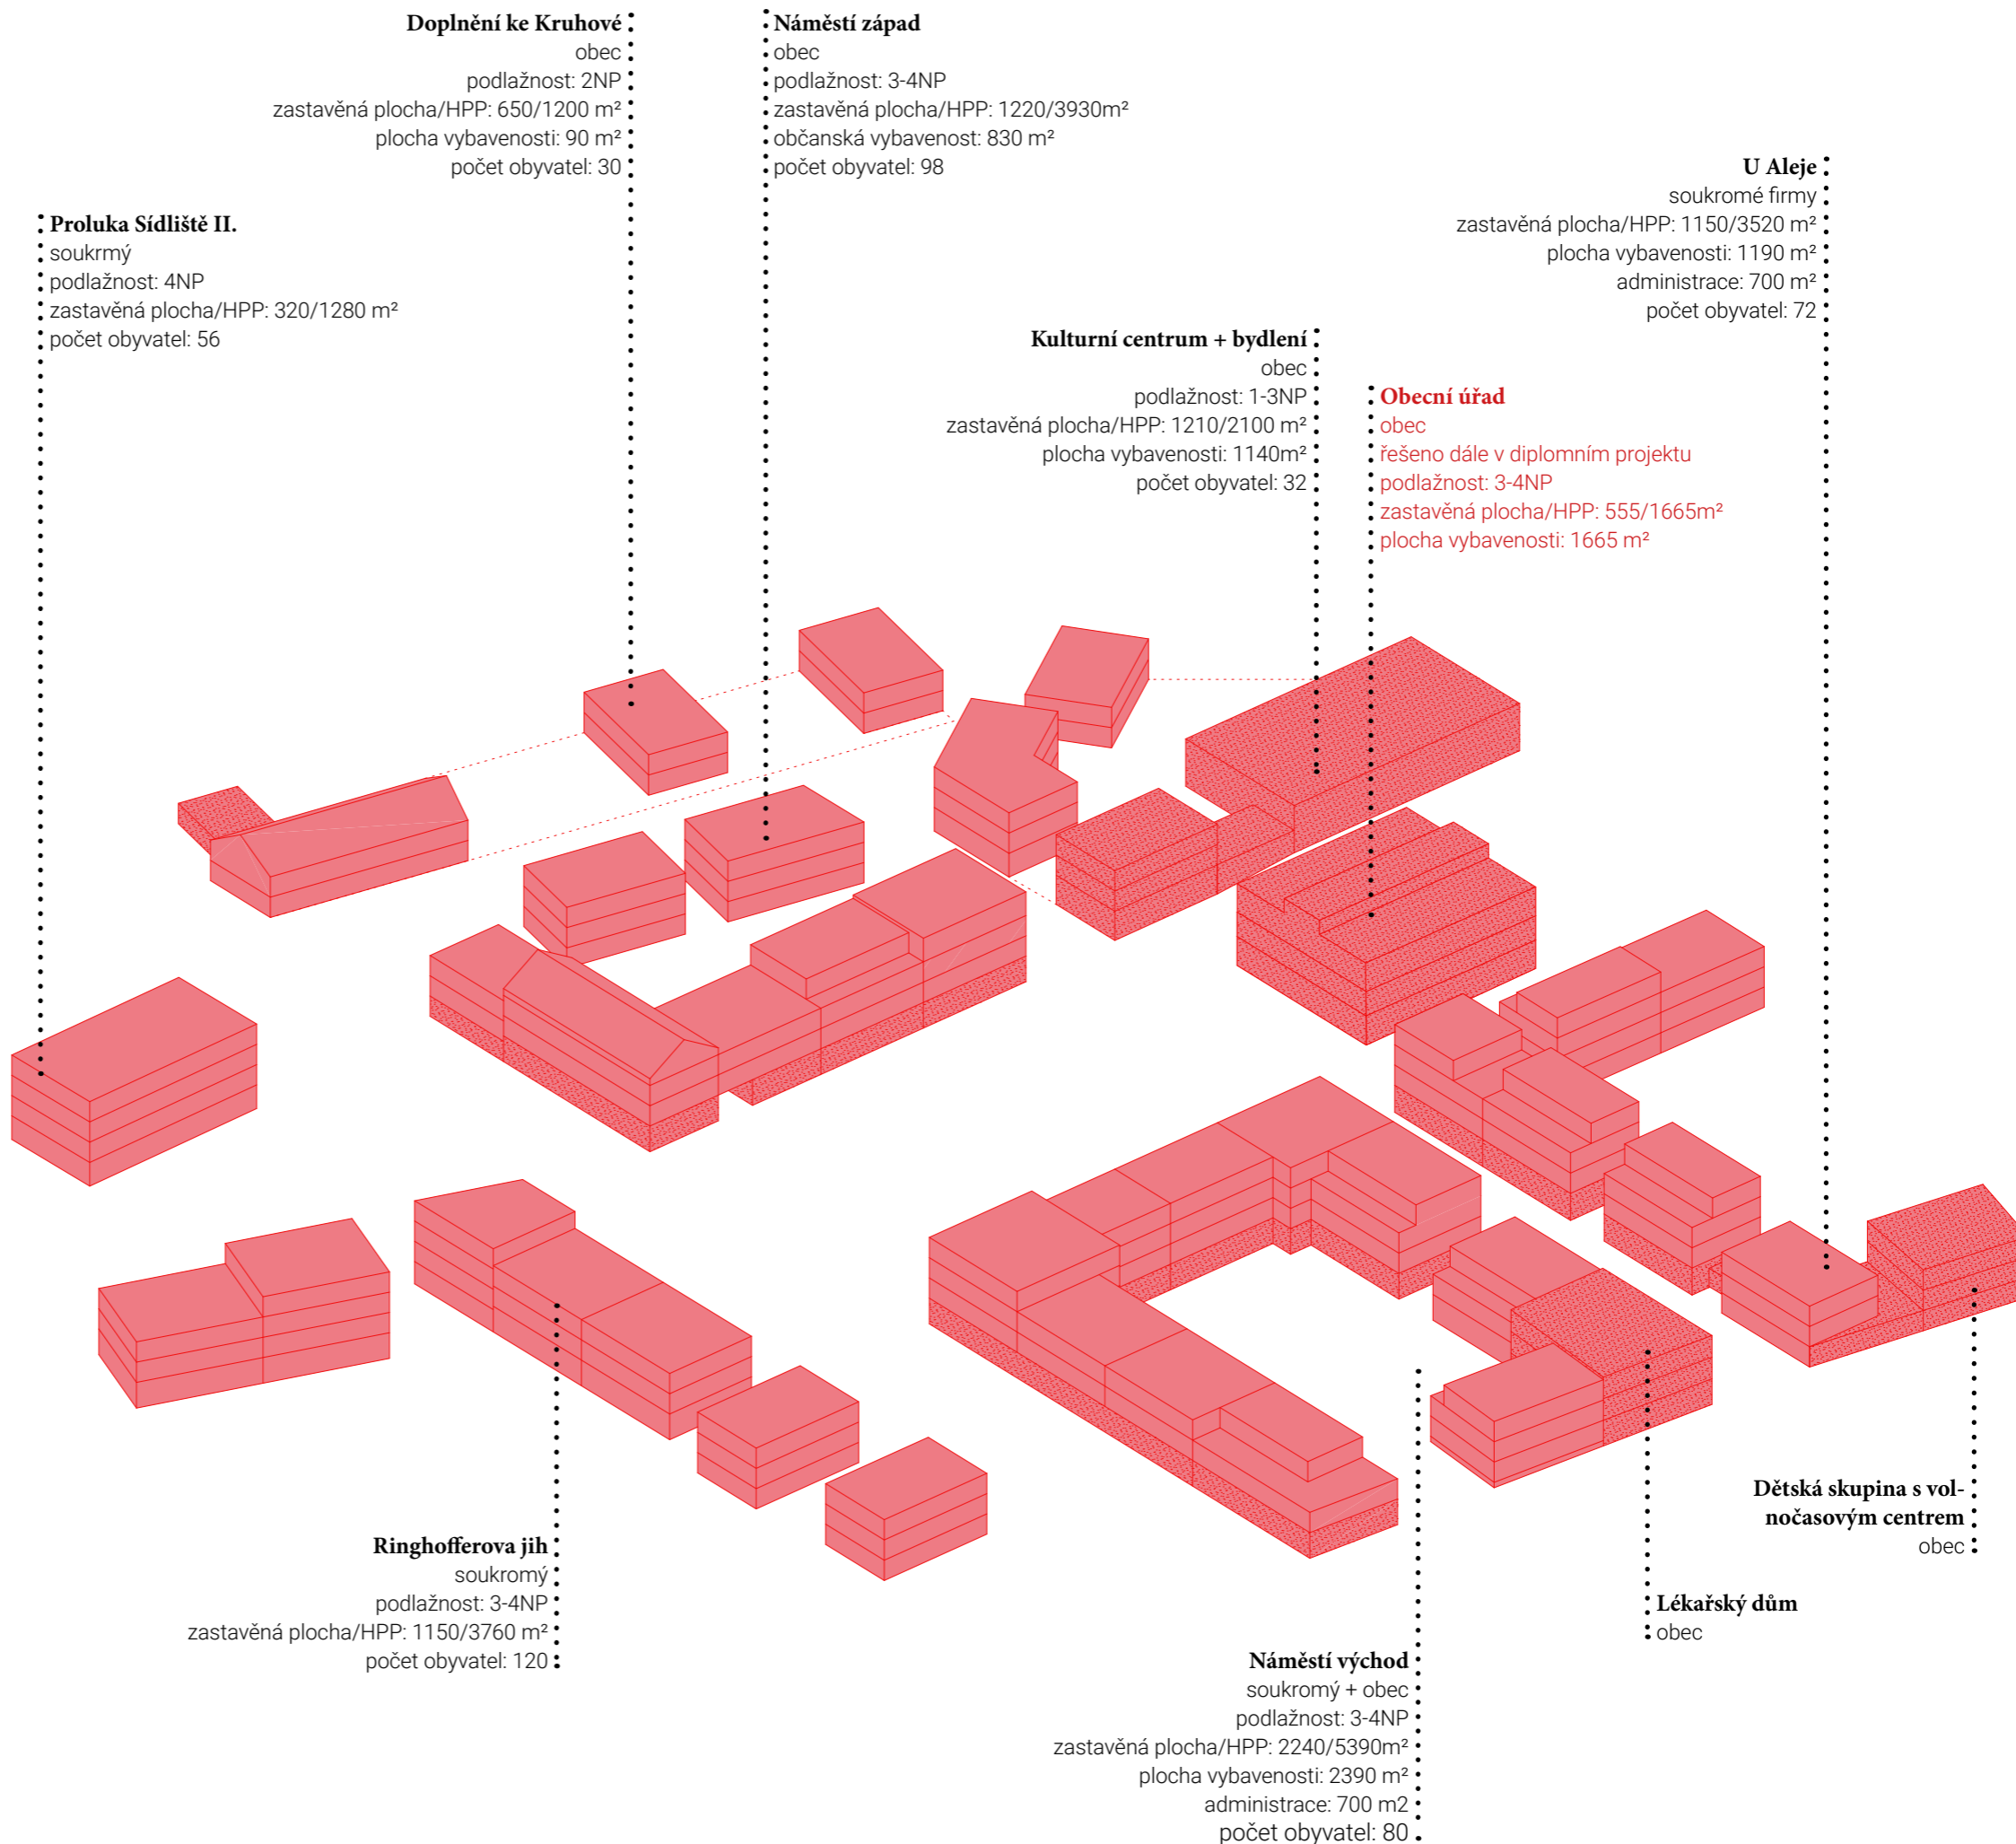 Doplnění ke Kruhové
obec
podlažnost: 2NP
zastavěná plocha/HPP: 650/1200 m²
plocha vybavenosti: 90 m²
počet obyvatel: 30
Náměstí západ
obec
podlažnost: 3-4NP
zastavěná plocha/HPP: 1220/3930m²
občanská vybavenost: 830 m²
počet obyvatel: 98
U Aleje
soukromé firmy
zastavěná plocha/HPP: 1150/3520 m²
plocha vybavenosti: 1190 m²
administrace: 700 m²
počet obyvatel: 72
Proluka Sídliště II.
soukrmý
podlažnost: 4NP
zastavěná plocha/HPP: 320/1280 m²
počet obyvatel: 56
Kulturní centrum + bydlení
obec
podlažnost: 1-3NP
zastavěná plocha/HPP: 1210/2100 m²
plocha vybavenosti: 1140m²
počet obyvatel: 32
Obecní úřad
obec
řešeno dále v diplomním projektu
podlažnost: 3-4NP
zastavěná plocha/HPP: 555/1665m²
plocha vybavenosti: 1665 m²
Dětská skupina s vol-
nočasovým centrem
obec
Ringhofferova jih
soukromý
podlažnost: 3-4NP
zastavěná plocha/HPP: 1150/3760 m²
počet obyvatel: 120
Lékařský dům
obec
Náměstí východ
soukromý + obec
podlažnost: 3-4NP
zastavěná plocha/HPP: 2240/5390m²
plocha vybavenosti: 2390 m²
administrace: 700 m2
počet obyvatel: 80